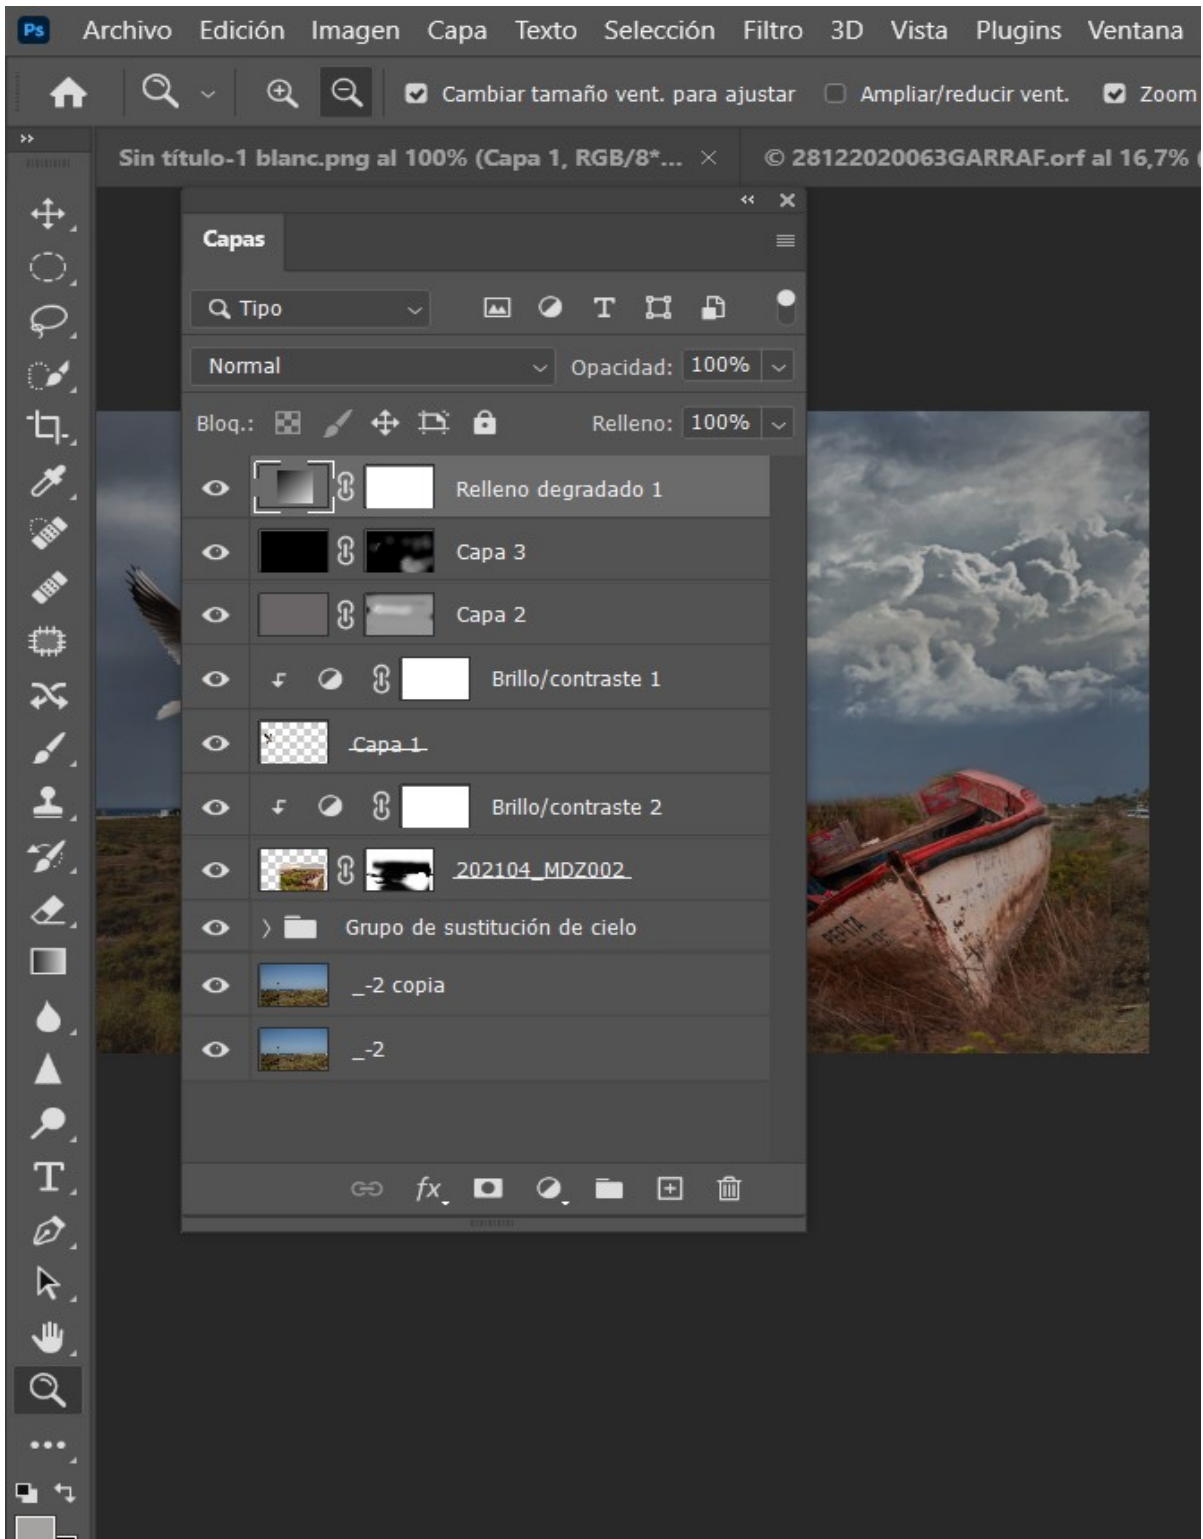 Ps Archivo Edición Imagen Capa Texto Selección Filtro 3D Vista Plugins Ventana
Cambiar tamaño vent. para ajustar Ampliar/reducir vent. Zoom
Sin título-1 blanc.png al 100% (Capa 1, RGB/8*... × © 28122020063GARRAF.orf al 16,7% (
Capas
Tipo
Normal Opacidad: 100%
Bloq.: Relleno: 100%
Relleno degradado 1
Capa 3
Capa 2
Brillo/contraste 1
Capa 1
Brillo/contraste 2
202104_MDZ002
Grupo de sustitución de cielo
_-2 copia
_-2
fx